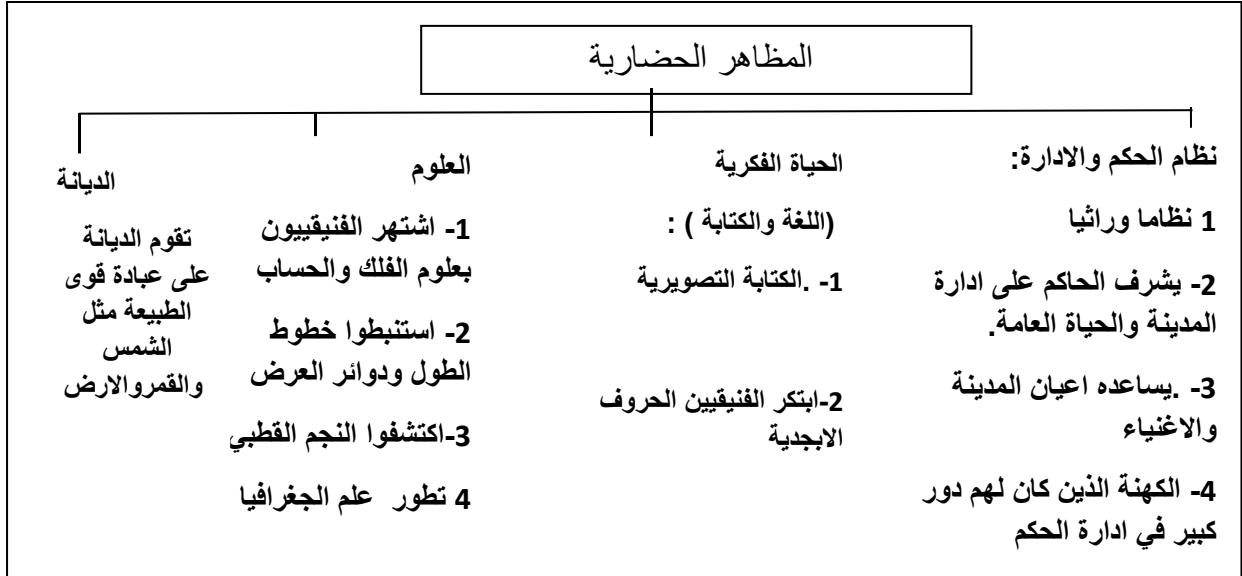 المظاهر الحضارية
نظام الحكم والادارة:
1 نظاما وراثيا
2- يشرف الحاكم على ادارة
المدينة والحياة العامة.
3- .يساعده اعيان المدينة
والاغنياء
4- الكهنة الذين كان لهم دور
كبير في ادارة الحكم
الحياة الفكرية
(اللغة والكتابة ) :
1- .الكتابة التصويرية
2-ابتكر الفنيقيين الحروف
الابجدية
العلوم
1- اشتهر الفنيقييون
بعلوم الفلك والحساب
2- استنبطوا خطوط
الطول ودوائر العرض
3-اكتشفوا النجم القطبي
4 تطور علم الجغرافيا
الديانة
تقوم الديانة
على عبادة قوى
الطبيعة مثل
الشمس
والقمروالارض